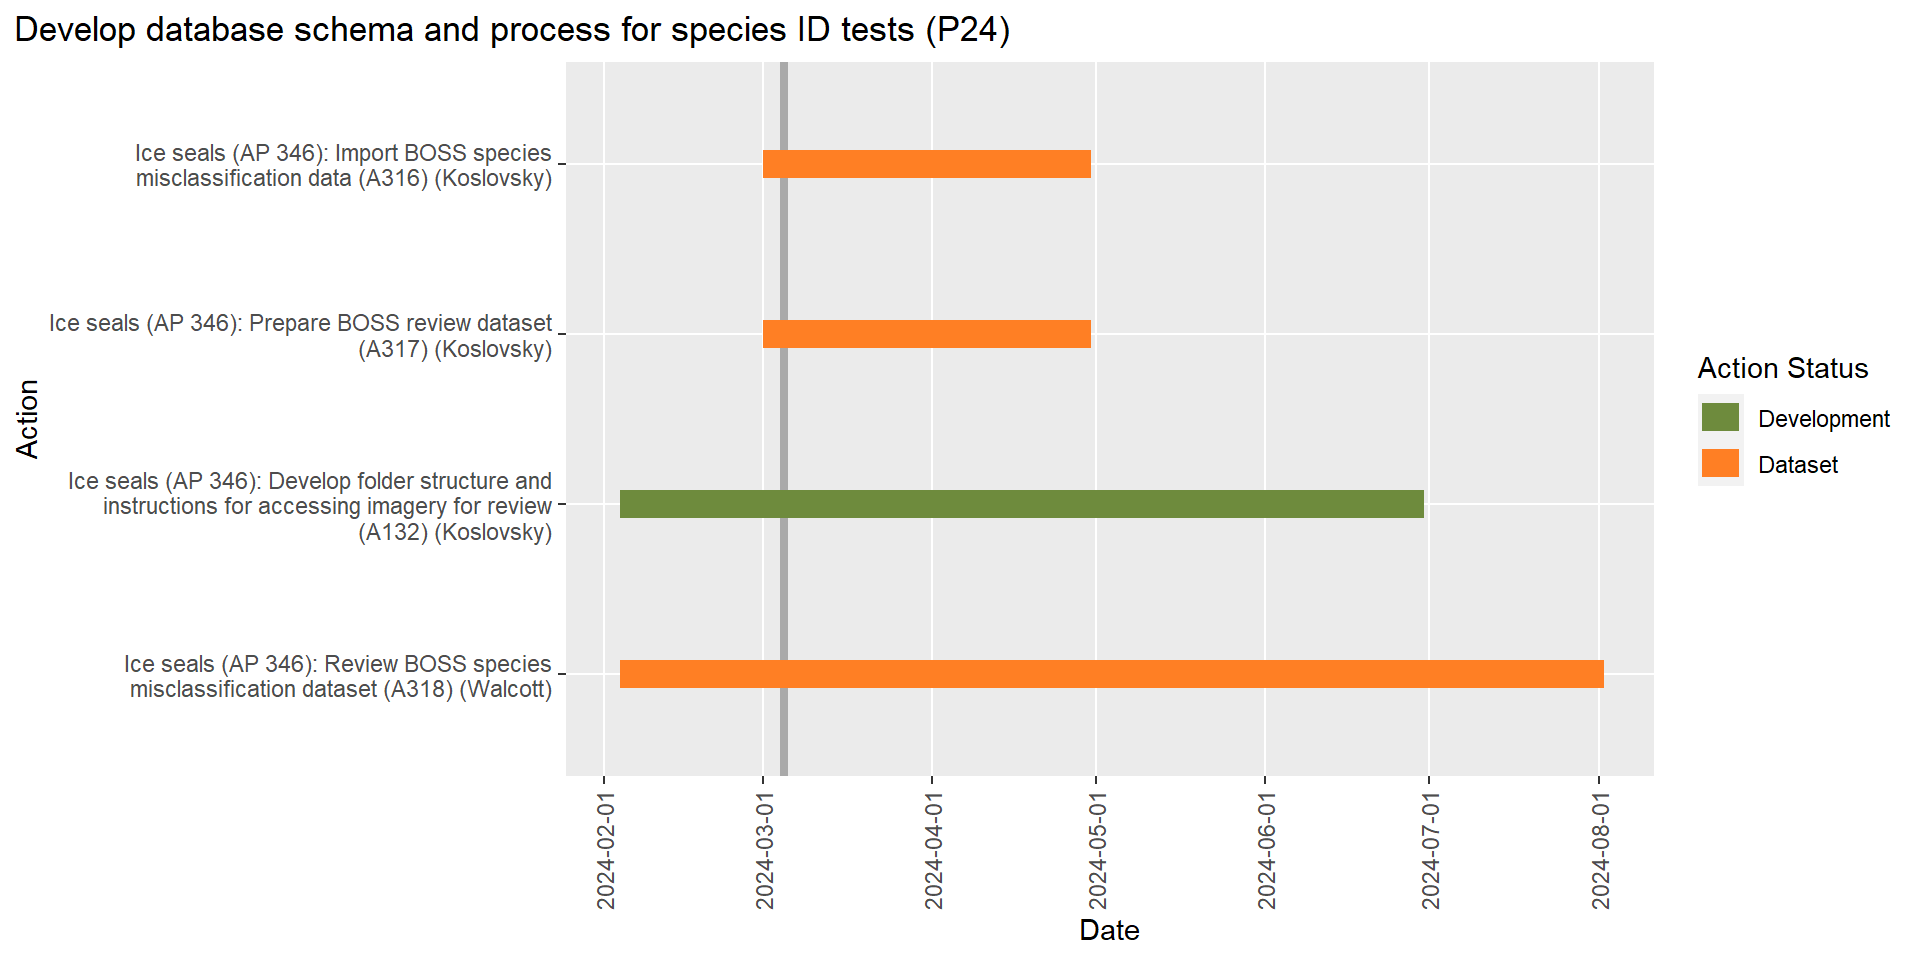 Develop database schema and process for species ID tests (P24)
Ice seals (AP 346): Import BOSS species
misclassification data (A316) (Koslovsky)
Ice seals (AP 346): Prepare BOSS review dataset
(A317) (Koslovsky)
Ice seals (AP 346): Develop folder structure and
instructions for accessing imagery for review
(A132) (Koslovsky)
Ice seals (AP 346): Review BOSS species
misclassification dataset (A318) (Walcott)
Action
2024-02-01
2024-03-01
2024-04-01
2024-05-01
2024-06-01
2024-07-01
2024-08-01
Date
Action Status
Development
Dataset